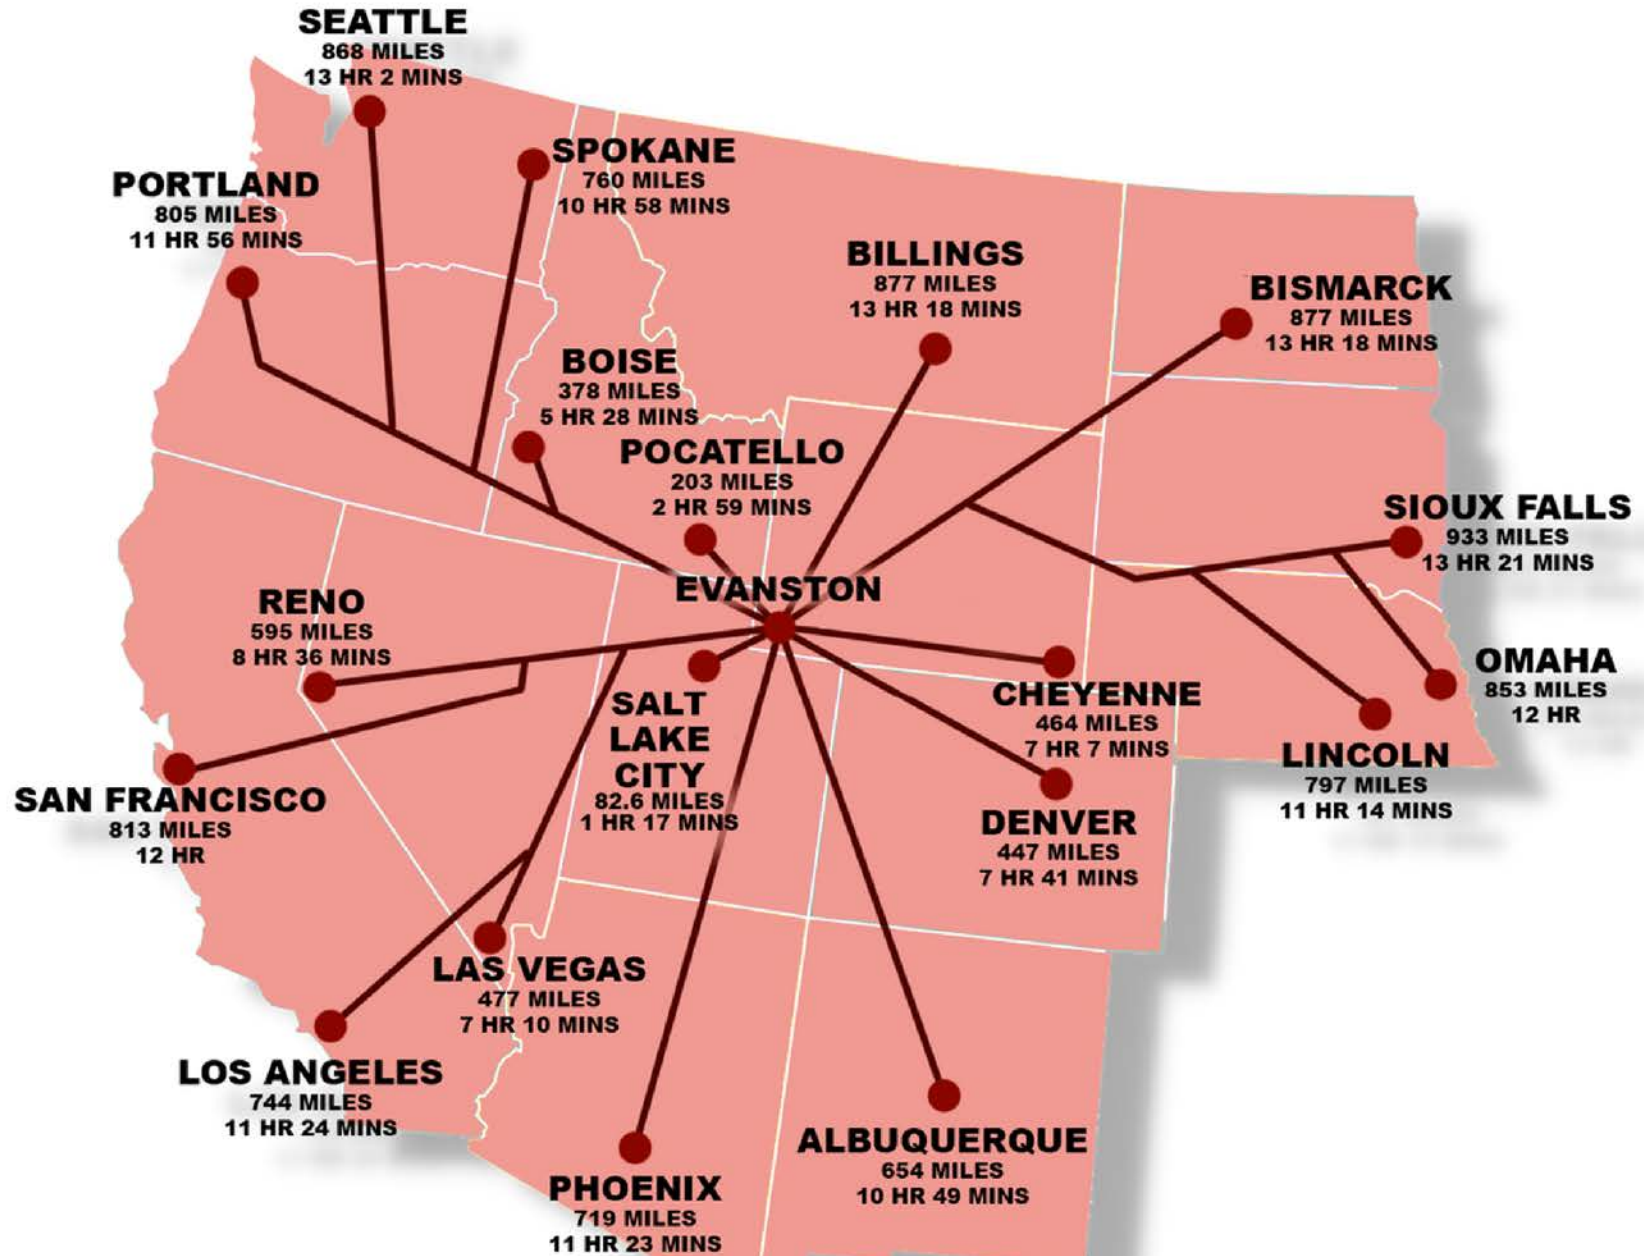 SEATTLE
868 MILES
13 HR 2 MINS
SPOKANE
760 MILES
10 HR 58 MINS
PORTLAND
805 MILES
11 HR 56 MINS
BILLINGS
877 MILES
13 HR 18 MINS
BISMARCK
877 MILES
13 HR 18 MINS
BOISE
378 MILES
5 HR 28 MINS
POCATELLO
203 MILES
2 HR 59 MINS
SIOUX FALLS
933 MILES
13 HR 21 MINS
EVANSTON
RENO
595 MILES
8 HR 36 MINS
OMAHA
853 MILES
12 HR
CHEYENNE
464 MILES
7 HR 7 MINS
SALT
LAKE
CITY
82.6 MILES
1 HR 17 MINS
LINCOLN
797 MILES
11 HR 14 MINS
SAN FRANCISCO
813 MILES
12 HR
DENVER
447 MILES
7 HR 41 MINS
LAS VEGAS
477 MILES
7 HR 10 MINS
LOS ANGELES
744 MILES
11 HR 24 MINS
ALBUQUERQUE
654 MILES
10 HR 49 MINS
PHOENIX
719 MILES
11 HR 23 MINS